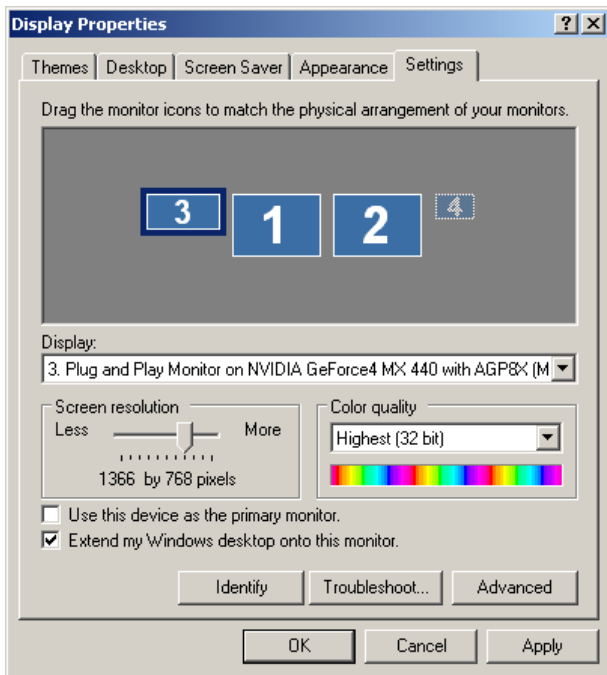 Display Properties
Themes Desktop Screen Saver Appearance Settings
Drag the monitor icons to match the physical arrangement of your monitors.
3 1 2 4
Display:
3. Plug and Play Monitor on NVIDIA GeForce4 MX 440 with AGP8X (M
Screen resolution Color quality
Less More Highest (32 bit)
1366 by 768 pixels
Use this device as the primary monitor.
Extend my Windows desktop onto this monitor.
Identify Troubleshoot... Advanced
OK Cancel Apply